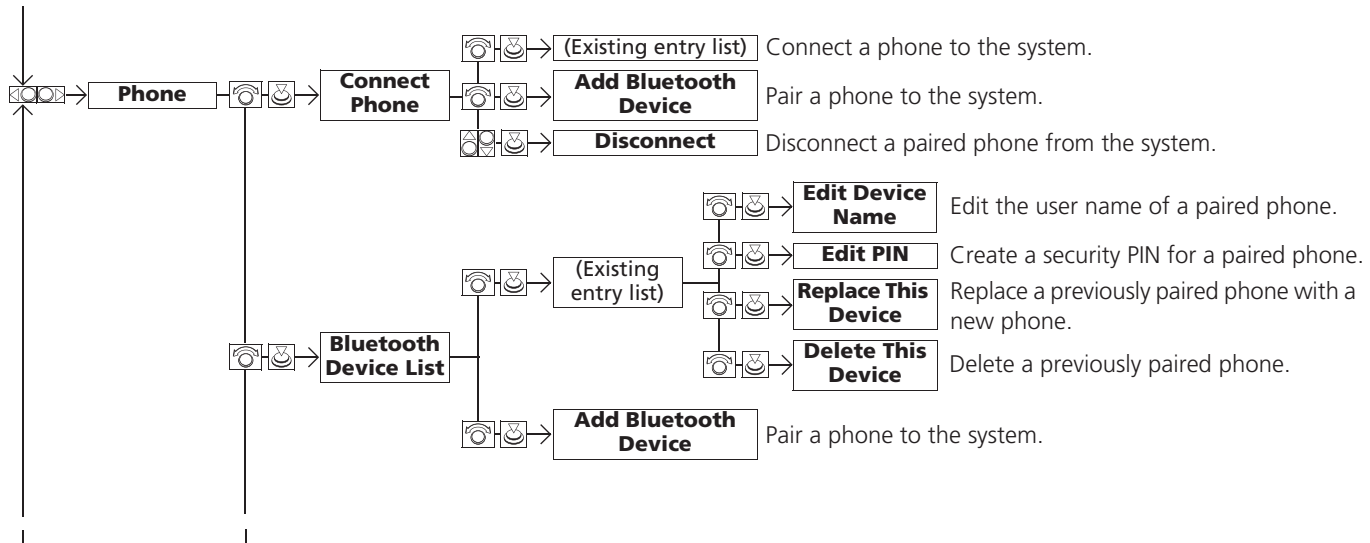 (Existing entry list) Connect a phone to the system.
Phone
Connect
Phone
Add Bluetooth
Device
Pair a phone to the system.
Disconnect
Disconnect a paired phone from the system.
Edit Device
Name
Edit the user name of a paired phone.
(Existing
entry list)
Edit PIN
Create a security PIN for a paired phone.
Replace This
Device
Replace a previously paired phone with a
new phone.
Bluetooth
Device List
Delete This
Device
Delete a previously paired phone.
Add Bluetooth
Device
Pair a phone to the system.